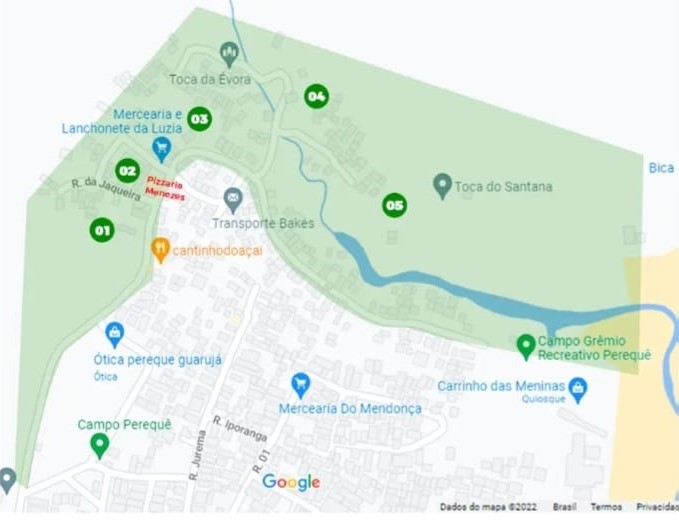 Toca da Évora
04
Mercearia e
Lanchonete da Luzia
03
Bica
02
Pizzaria
Menezes
R. da Jaqueira
Toca do Santana
05
Transporte Bakes
01
cantinhodoaçai
Campo Grêmio
Recreativo Perequê
Ótica pereque guarujá
Ótica
Carrinho das Meninas
Quiosque
Mercearia Do Mendonça
Campo Perequê
R. Iporanga
R. Jurema
R. 01
Google
Dados do mapa ©2022 Brasil Termos Privacidad